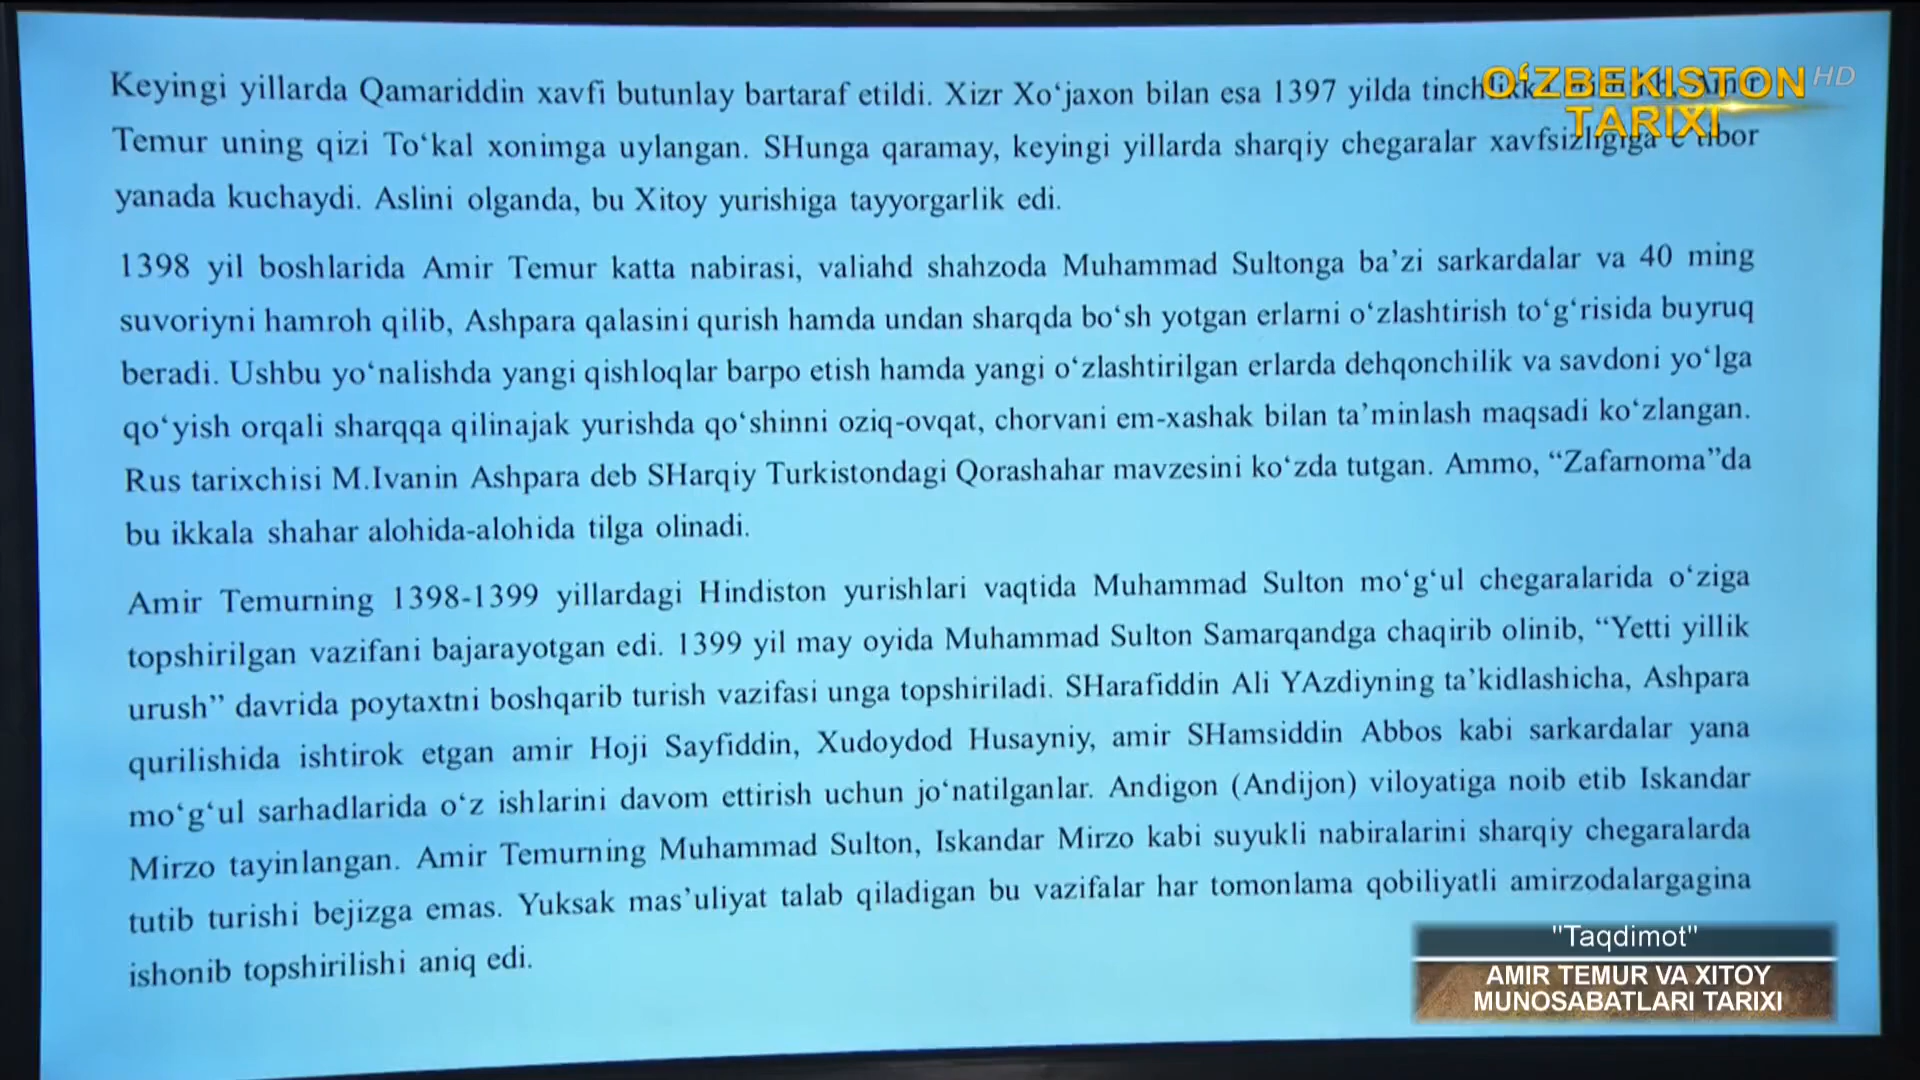 Keyingi yillarda Qamariddin xavfi butunlay bartaraf etildi. Xizr Xo‘jaxon bilan esa 1397 yilda
Temur uning qizi To‘kal xonimga uylangan. SHunga qaramay, keyingi yillarda sharqiy chegaralar xavfsizligiga e’tibor
yanada kuchaydi. Aslini olganda, bu Xitoy yurishiga tayyorgarlik edi.
1398 yil boshlarida Amir Temur katta nabirasi, valiahd shahzoda Muhammad Sultonga ba’zi sarkardalar va 40 ming
suvoriyni hamroh qilib, Ashpara qalasini qurish hamda undan sharqda bo‘sh yotgan erlarni o‘zlashtirish to‘g‘risida buyruq
beradi. Ushbu yo‘nalishda yangi qishloqlar barpo etish hamda yangi o‘zlashtirilgan erlarda dehqonchilik va savdoni yo‘lga
qo‘yish orqali sharqqa qilinajak yurishda qo‘shinni oziq-ovqat, chorvani em-xashak bilan ta’minlash maqsadi ko‘zlangan.
Rus tarixchisi M.Ivanin Ashpara deb SHarqiy Turkistondagi Qorashahar mavzesini ko‘zda tutgan. Ammo, “Zafarnoma”da
bu ikkala shahar alohida-alohida tilga olinadi.
Amir Temurning 1398-1399 yillardagi Hindiston yurishlari vaqtida Muhammad Sulton mo‘g‘ul chegaralarida o‘ziga
topshirilgan vazifani bajarayotgan edi. 1399 yil may oyida Muhammad Sulton Samarqandga chaqirib olinib, “Yetti yillik
urush” davrida poytaxtni boshqarib turish vazifasi unga topshiriladi. SHarafiddin Ali YAzdiyning ta’kidlashicha, Ashpara
qurilishida ishtirok etgan amir Hoji Sayfiddin, Xudoydod Husayniy, amir SHamsiddin Abbos kabi sarkardalar yana
mo‘g‘ul sarhadlarida o‘z ishlarini davom ettirish uchun jo‘natilganlar. Andigon (Andijon) viloyatiga noib etib Iskandar
Mirzo tayinlangan. Amir Temurning Muhammad Sulton, Iskandar Mirzo kabi suyukli nabiralarini sharqiy chegaralarda
tutib turishi bejizga emas. Yuksak mas’uliyat talab qiladigan bu vazifalar har tomonlama qobiliyatli amirzodalargagina
ishonib topshirilishi aniq edi.
O‘ZBEKISTON HD
TARIXI
"Taqdimot"
AMIR TEMUR VA XITOY
MUNOSABATLARI TARIXI